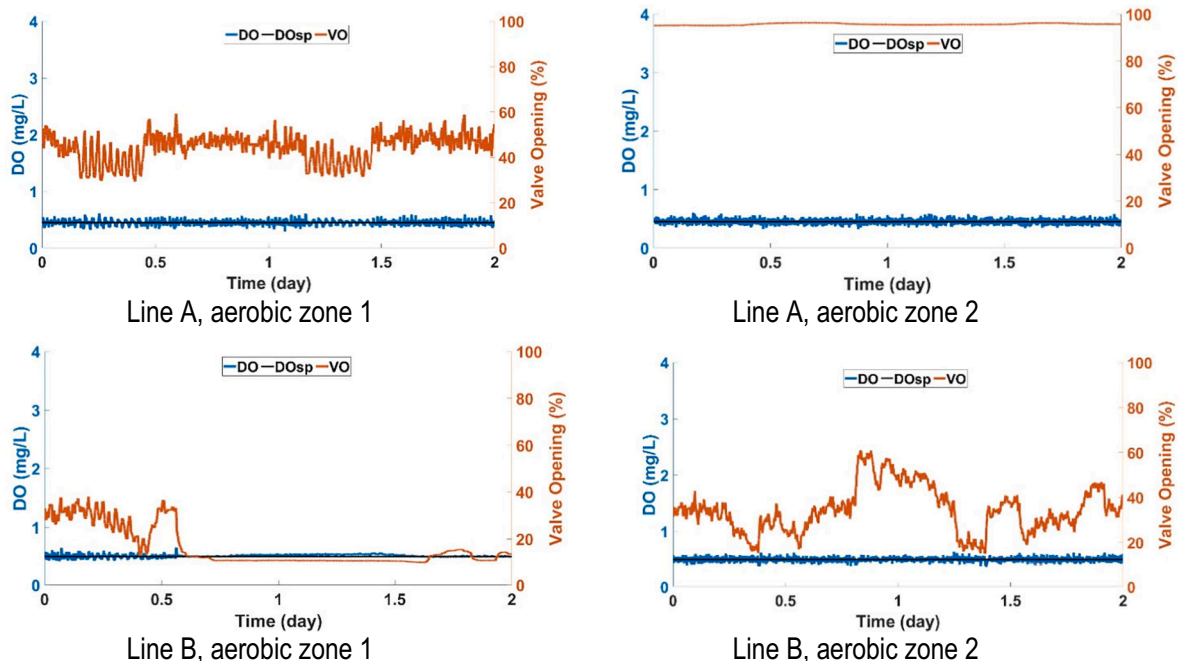 DO DOsp VO
DO (mg/L)
4
3
2
1
0
100
80
60
40
20
0
Valve Opening (%)
0 0.5 1 1.5 2
Time (day)
Line A, aerobic zone 1
DO DOsp VO
DO (mg/L)
4
3
2
1
0
100
80
60
40
20
0
Valve Opening (%)
0 0.5 1 1.5 2
Time (day)
Line A, aerobic zone 2
DO DOsp VO
DO (mg/L)
4
3
2
1
0
100
80
60
40
20
0
Valve Opening (%)
0 0.5 1 1.5 2
Time (day)
Line B, aerobic zone 1
DO DOsp VO
DO (mg/L)
4
3
2
1
0
100
80
60
40
20
0
Valve Opening (%)
0 0.5 1 1.5 2
Time (day)
Line B, aerobic zone 2